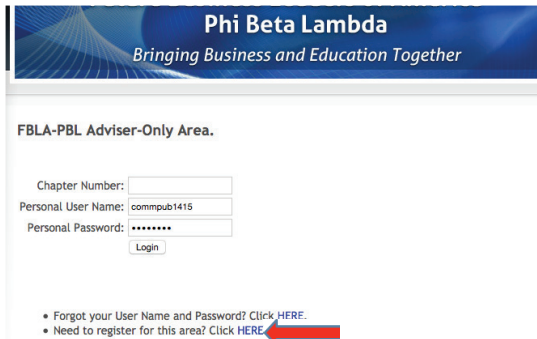 Phi Beta Lambda
Bringing Business and Education Together
FBLA-PBL Adviser-Only Area.
Chapter Number:
Personal User Name: commpub1415
Personal Password: ••••••••
Login
• Forgot your User Name and Password? Click HERE.
• Need to register for this area? Click HERE